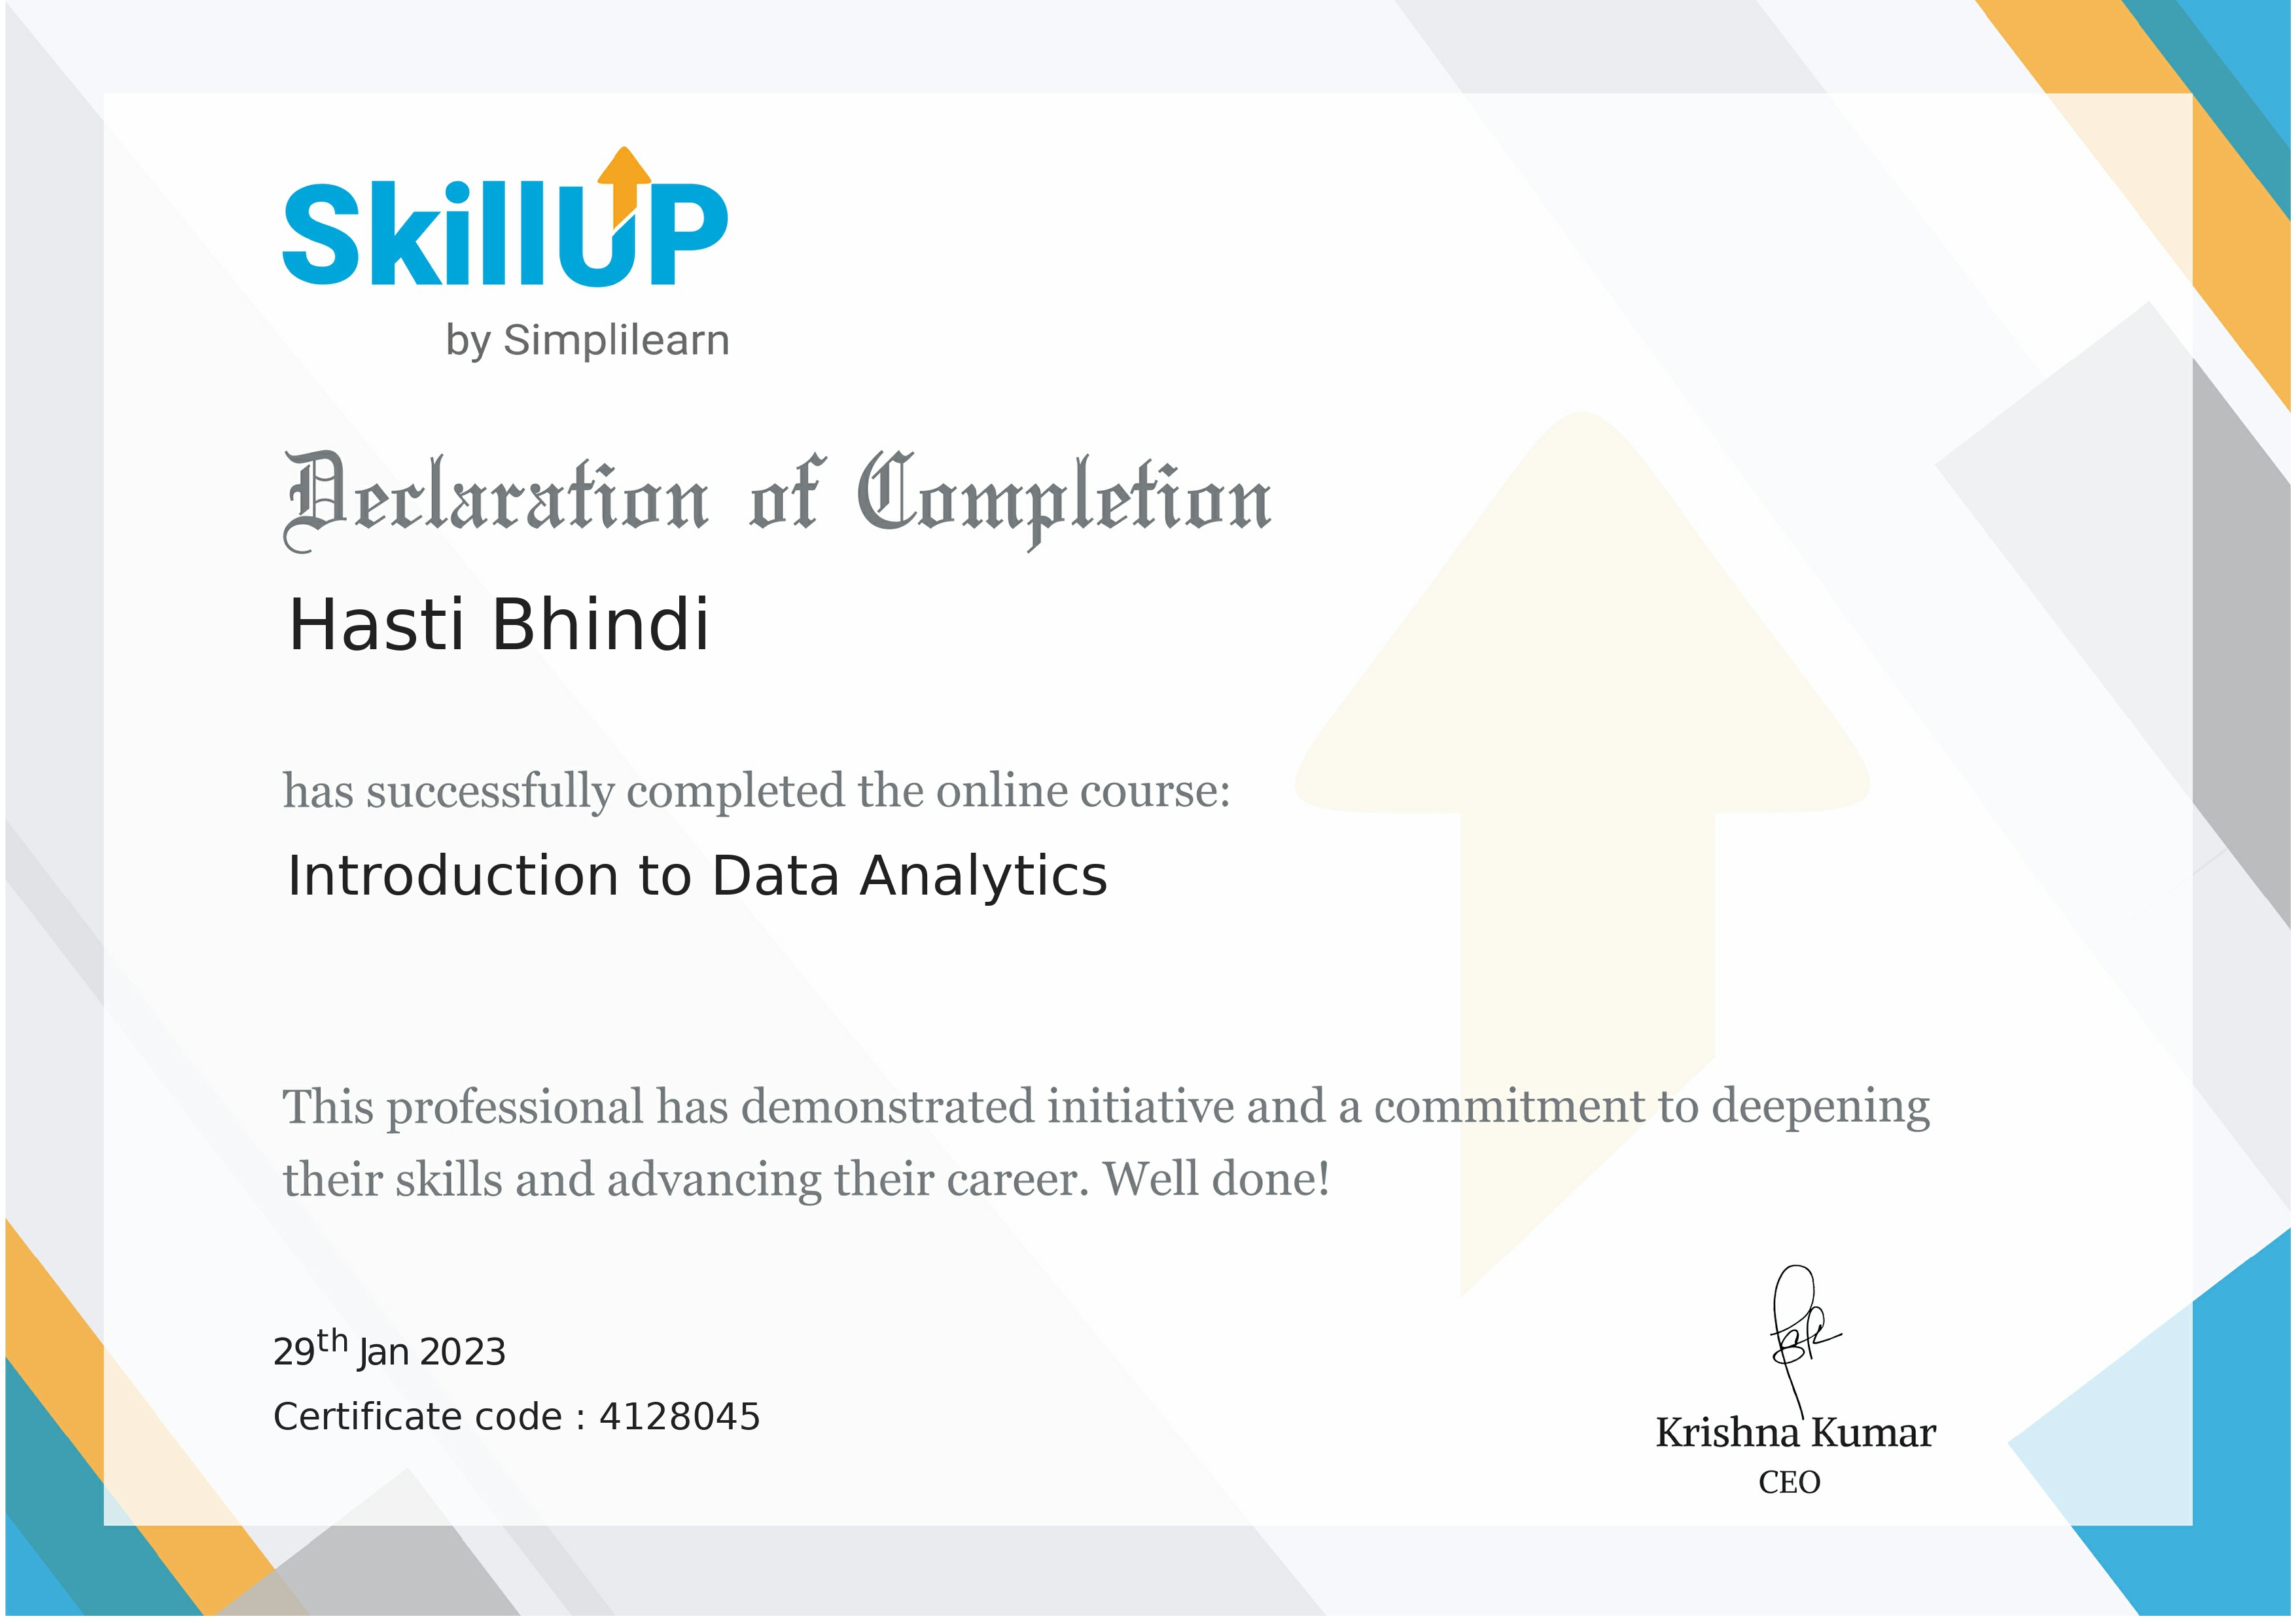 SkillUP
by Simplilearn
Declaration of Completion
Hasti Bhindi
has successfully completed the online course:
Introduction to Data Analytics
This professional has demonstrated initiative and a commitment to deepening
their skills and advancing their career. Well done!
29th Jan 2023
Certificate code : 4128045
Krishna Kumar
CEO